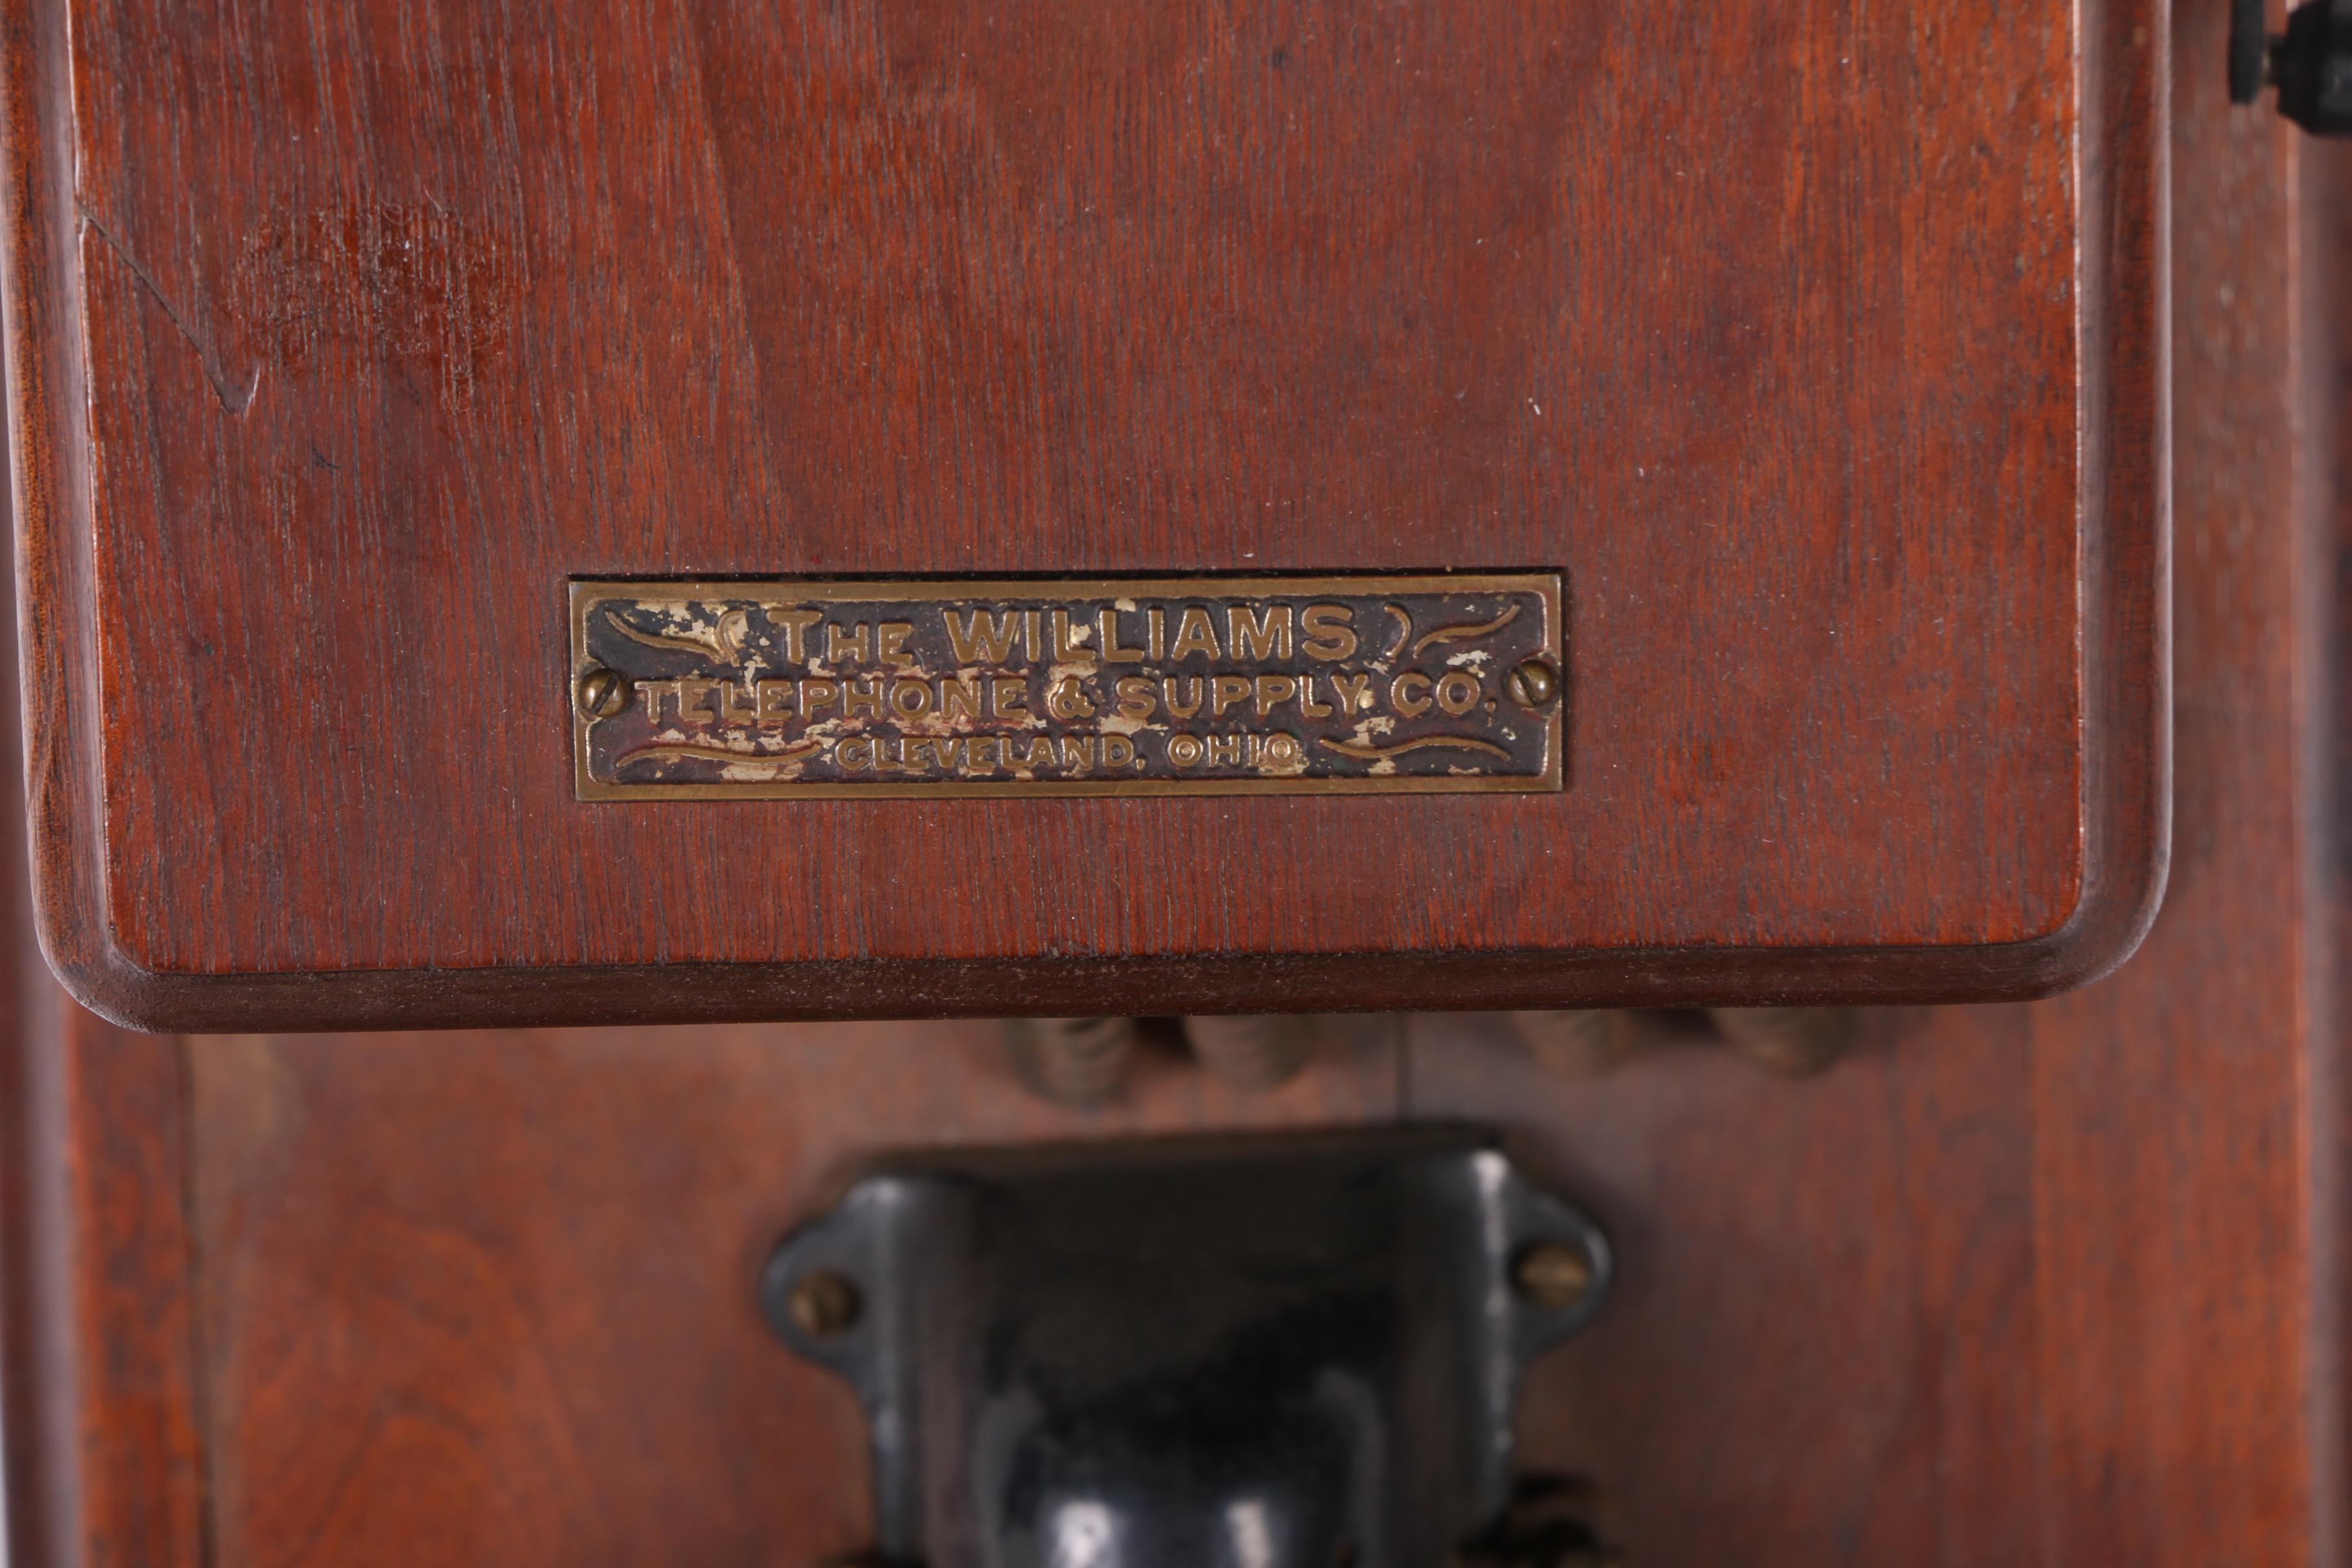 THE WILLIAMS
TELEPHONE & SUPPLY CO.
CLEVELAND, OHIO